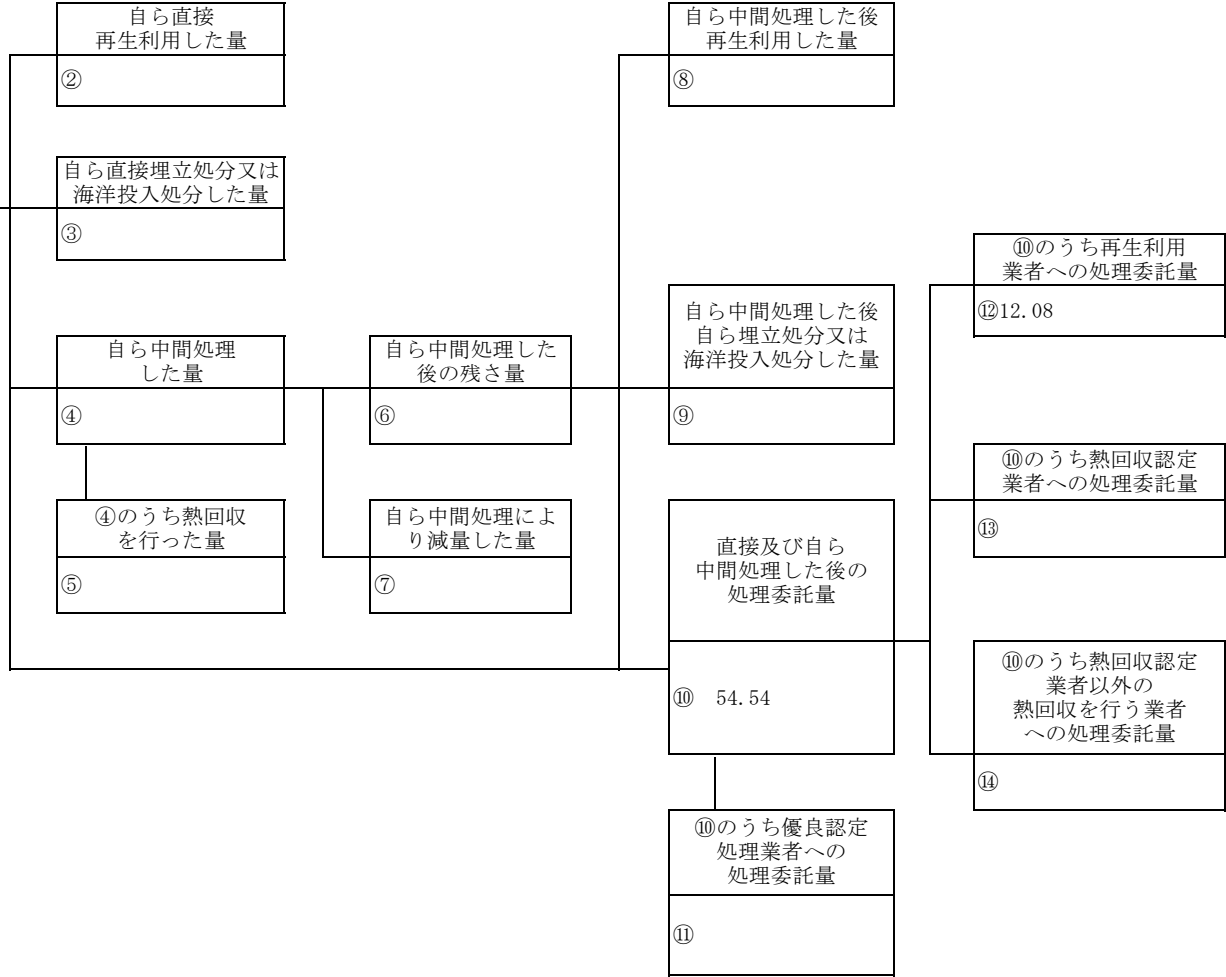 自ら直接
再生利用した量
②
自ら直接埋立処分又は
海洋投入処分した量
③
自ら中間処理
した量
④
④のうち熱回収
を行った量
⑤
自ら中間処理した
後の残さ量
⑥
自ら中間処理によ
り減量した量
⑦
自ら中間処理した後
再生利用した量
⑧
自ら中間処理した後
自ら埋立処分又は
海洋投入処分した量
⑨
直接及び自ら
中間処理した後の
処理委託量
⑩ 54.54
⑩のうち優良認定
処理業者への
処理委託量
⑪
⑩のうち再生利用
業者への処理委託量
⑫12.08
⑩のうち熱回収認定
業者への処理委託量
⑬
⑩のうち熱回収認定
業者以外の
熱回収を行う業者
への処理委託量
⑭